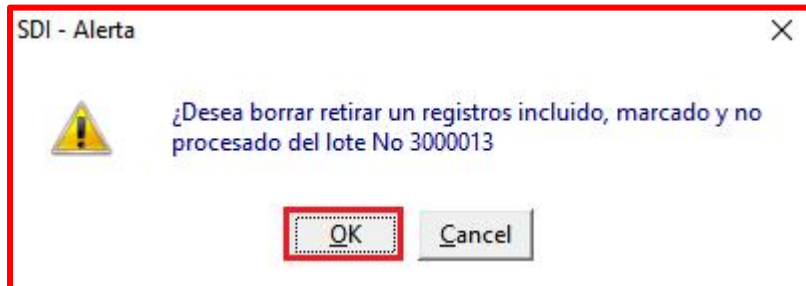 SDI - Alerta
¿Desea borrar retirar un registros incluido, marcado y no
procesado del lote No 3000013
OK
Cancel